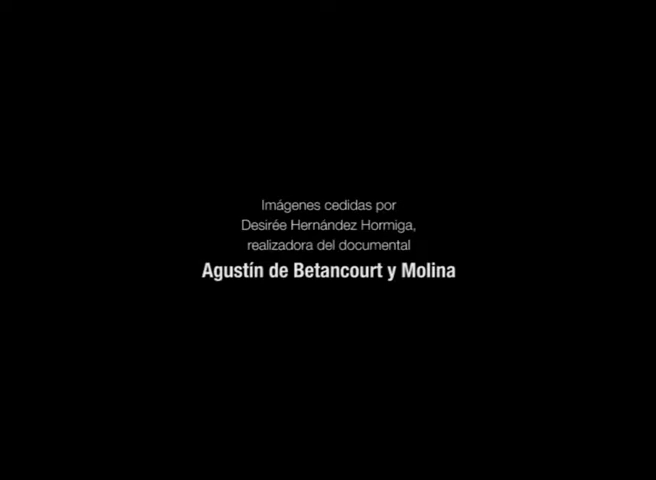 Imágenes cedidas por
Desirée Hernández Hormiga,
realizadora del documental
Agustín de Betancourt y Molina